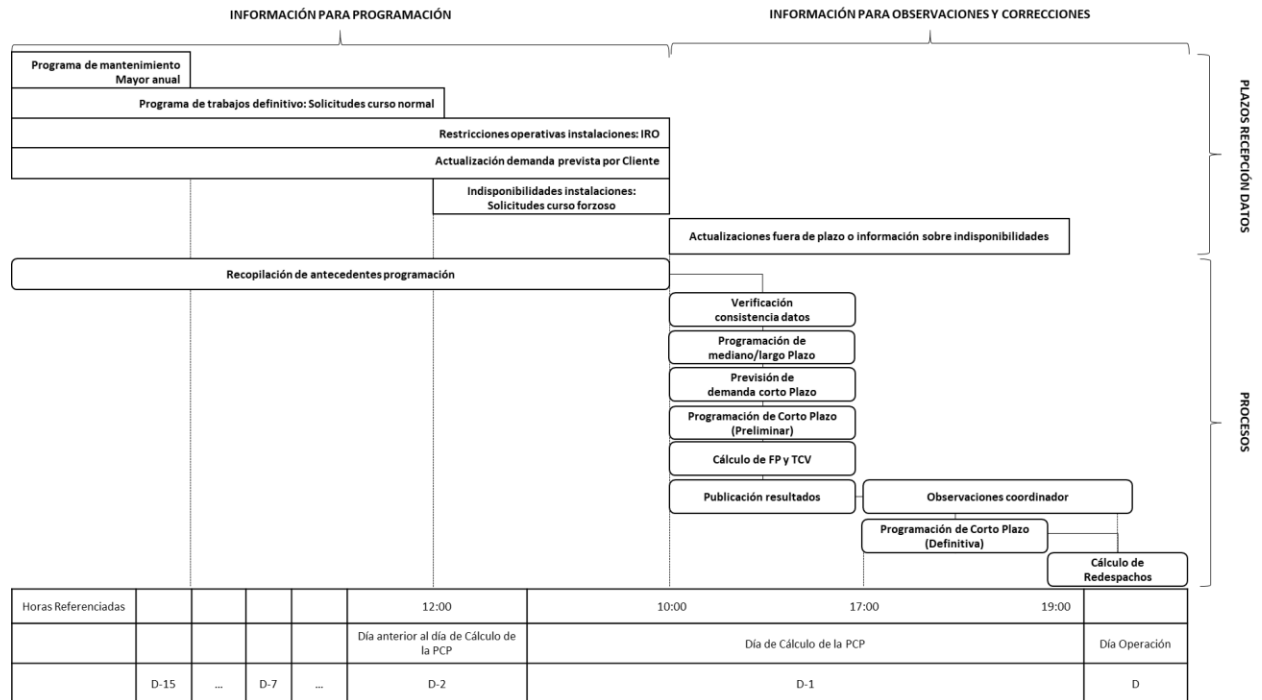 INFORMACIÓN PARA PROGRAMACIÓN
INFORMACIÓN PARA OBSERVACIONES Y CORRECCIONES
Programa de mantenimiento
Mayor anual
Programa de trabajos definitivo: Solicitudes curso normal
Restricciones operativas instalaciones: IRO
Actualización demanda prevista por Cliente
Indisponibilidades instalaciones:
Solicitudes curso forzoso
Actualizaciones fuera de plazo o información sobre indisponibilidades
PLAZOS RECEPCIÓN DATOS
Recopilación de antecedentes programación
Verificación
consistencia datos
Programación de
mediano/largo Plazo
Previsión de
demanda corto Plazo
Programación de Corto Plazo
(Preliminar)
Cálculo de FP y TCV
Publicación resultados
Observaciones coordinador
Programación de Corto Plazo
(Definitiva)
Cálculo de
Redespachos
PROCESOS
Horas Referenciadas
12:00
10:00
17:00
19:00
Día anterior al día de Cálculo de
la PCP
Día de Cálculo de la PCP
Día Operación
D-15
...
D-7
...
D-2
D-1
D